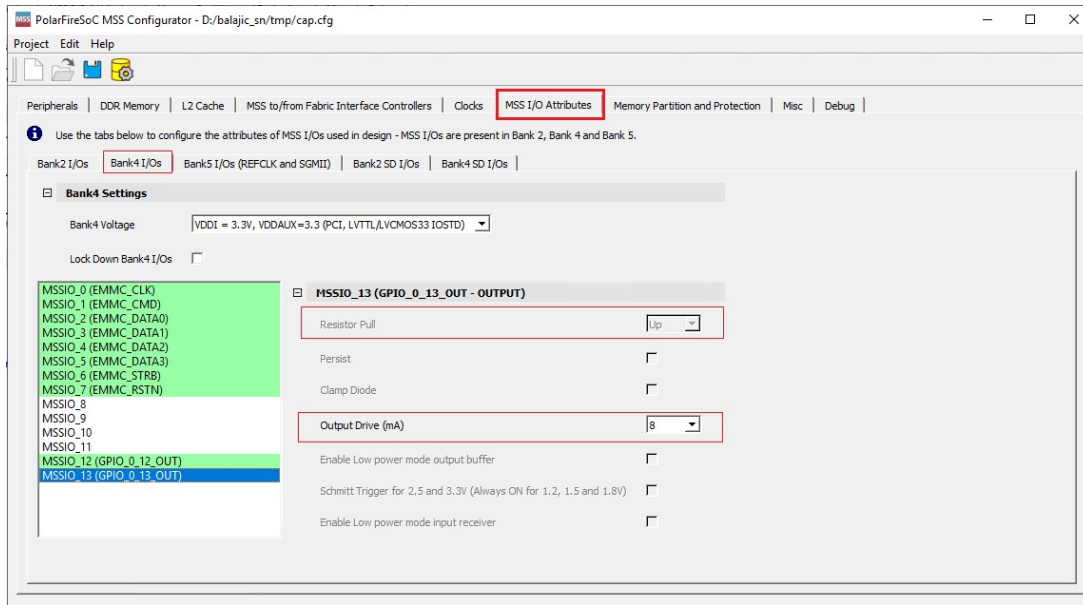 MSS PolarFireSoC MSS Configurator - D:/balajic_sn/tmp/cap.cfg
Project Edit Help
Peripherals DDR Memory L2 Cache MSS to/from Fabric Interface Controllers Clocks MSS I/O Attributes Memory Partition and Protection Misc Debug
Use the tabs below to configure the attributes of MSS I/Os used in design - MSS I/Os are present in Bank 2, Bank 4 and Bank 5.
Bank2 I/Os Bank4 I/Os Bank5 I/Os (REFCLK and SGMII) Bank2 SD I/Os Bank4 SD I/Os
Bank4 Settings
Bank4 Voltage VDDI = 3.3V, VDDAUX=3.3 (PCI, LVTTL/LVCMOS33 IOSTD)
Lock Down Bank4 I/Os
MSSIO_0 (EMMC_CLK)
MSSIO_1 (EMMC_CMD)
MSSIO_2 (EMMC_DATA0)
MSSIO_3 (EMMC_DATA1)
MSSIO_4 (EMMC_DATA2)
MSSIO_5 (EMMC_DATA3)
MSSIO_6 (EMMC_STRB)
MSSIO_7 (EMMC_RSTN)
MSSIO_8
MSSIO_9
MSSIO_10
MSSIO_11
MSSIO_12 (GPIO_0_12_OUT)
MSSIO_13 (GPIO_0_13_OUT)
MSSIO_13 (GPIO_0_13_OUT - OUTPUT)
Resistor Pull Up
Persist
Clamp Diode
Output Drive (mA) 8
Enable Low power mode output buffer
Schmitt Trigger for 2.5 and 3.3V (Always ON for 1.2, 1.5 and 1.8V)
Enable Low power mode input receiver